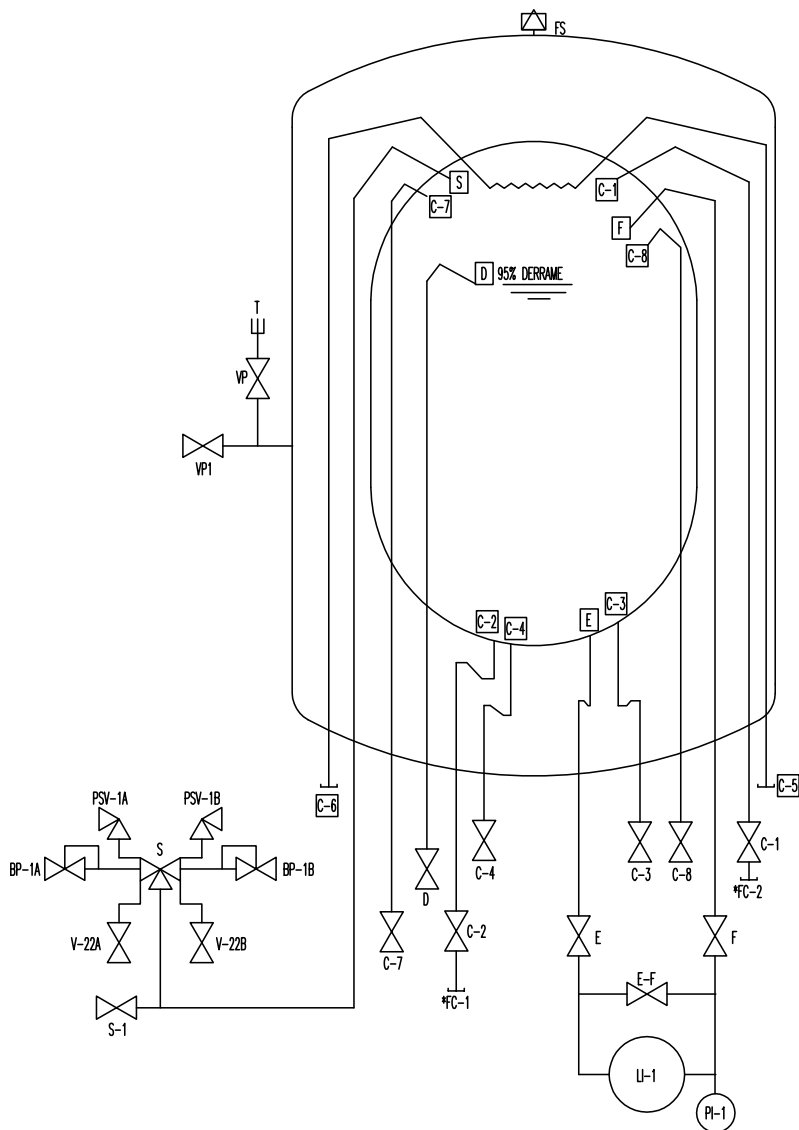 FS
S
C-1
C-7
F
C-8
D 95% DERRAME
T
VP
VP1
C-2
C-4
E
C-3
C-6
C-5
PSV-1A
PSV-1B
S
BP-1A
BP-1B
C-4
C-3
C-8
C-1
*FC-2
D
V-22A
V-22B
C-7
C-2
E
F
*FC-1
E-F
S-1
LI-1
PI-1